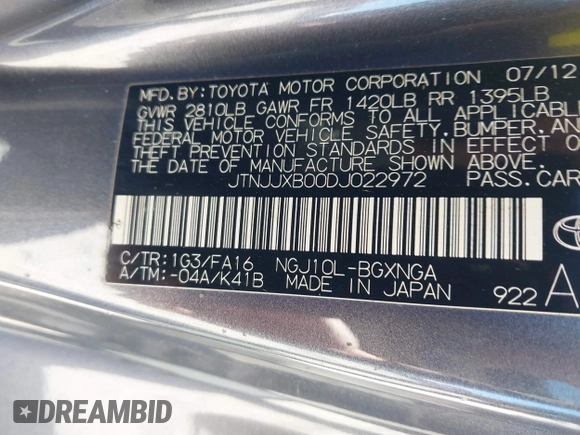 MFD. BY: TOYOTA MOTOR CORPORATION 07/12
GVWR 2810LB GAWR FR 1420LB RR 1395LB
THIS VEHICLE CONFORMS TO ALL APPLICABL
FEDERAL MOTOR VEHICLE SAFETY, BUMPER, AN
THEFT PREVENTION STANDARDS IN EFFECT O
THE DATE OF MANUFACTURE SHOWN ABOVE.
JTNJJXB00DJ022972 PASS. CAR
C/TR: 1G3/FA16 NGJ10L-BGXNGA
A/TM: -04A/K41B MADE IN JAPAN 922 A
DREAMBID